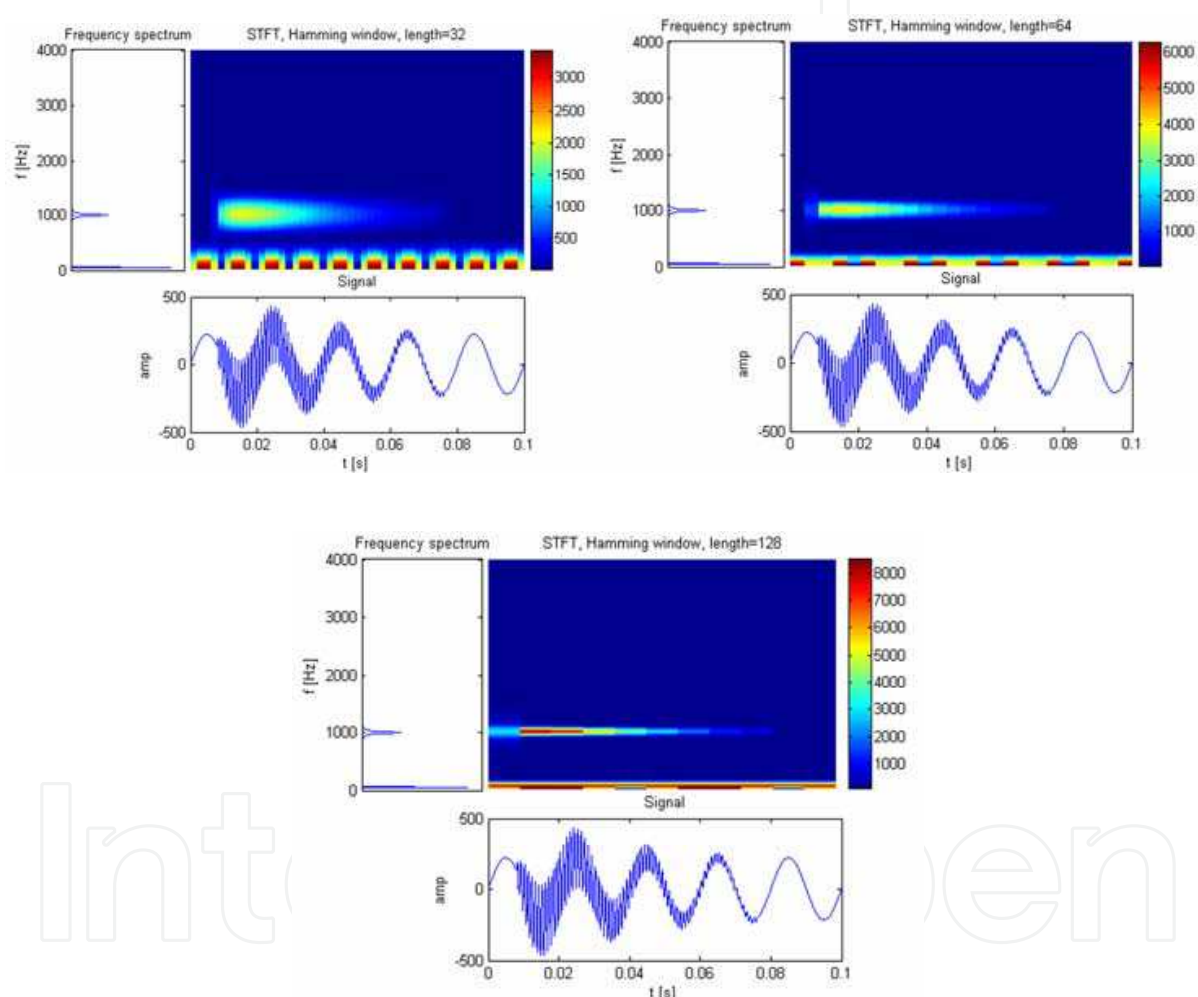 Frequency spectrum
STFT, Hamming window, length=32
4000
3000
2000
1000
0
f [Hz]
3000
2500
2000
1500
1000
500
Signal
500
0
-500
amp
0 0.02 0.04 0.06 0.08 0.1
t [s]
Frequency spectrum
STFT, Hamming window, length=64
4000
3000
2000
1000
0
f [Hz]
6000
5000
4000
3000
2000
1000
Signal
500
0
-500
amp
0 0.02 0.04 0.06 0.08 0.1
t [s]
Frequency spectrum
STFT, Hamming window, length=128
4000
3000
2000
1000
0
f [Hz]
8000
7000
6000
5000
4000
3000
2000
1000
Signal
500
0
-500
amp
0 0.02 0.04 0.06 0.08 0.1
t [s]